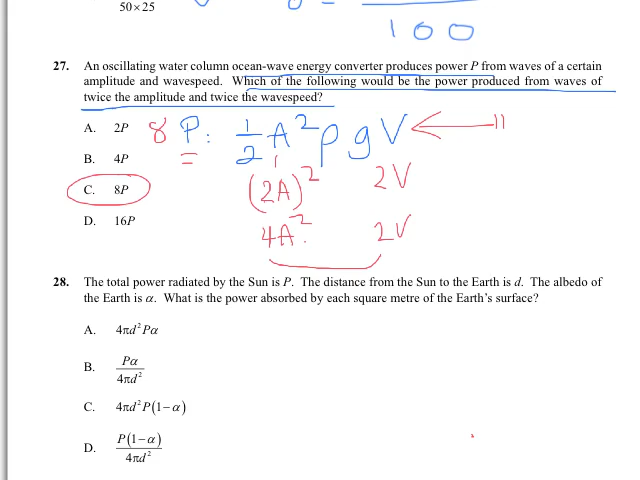 50×25
100
27. An oscillating water column ocean-wave energy converter produces power P from waves of a certain
amplitude and wavespeed. Which of the following would be the power produced from waves of
twice the amplitude and twice the wavespeed?
A. 2P
8 P: 1/2 A² ρ g V
B. 4P
C. 8P
(2A)² 2V
D. 16P
4A². 2V
28. The total power radiated by the Sun is P. The distance from the Sun to the Earth is d. The albedo of
the Earth is α. What is the power absorbed by each square metre of the Earth's surface?
A. 4πd²Pα
B. Pα / 4πd²
C. 4πd²P(1−α)
D. P(1−α) / 4πd²